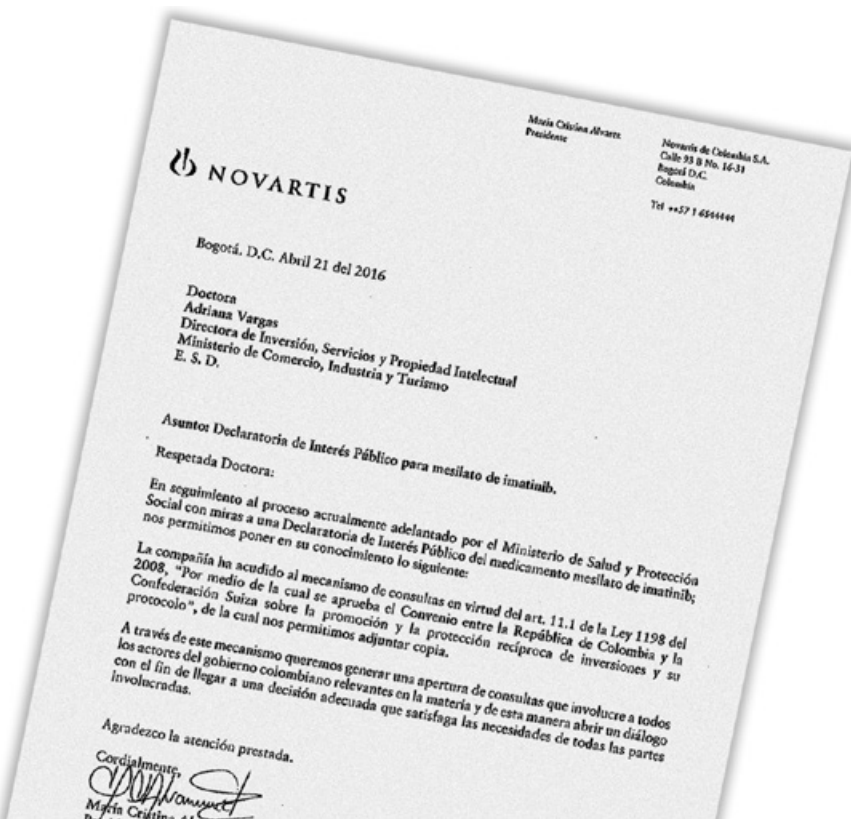 María Cristina Alvarez
Presidente
Novartis de Colombia S.A.
Calle 93 B No. 16-31
Bogotá D.C.
Colombia
Tel ++57 1 6544444
NOVARTIS
Bogotá, D.C. Abril 21 del 2016
Doctora
Adriana Vargas
Directora de Inversión, Servicios y Propiedad Intelectual
Ministerio de Comercio, Industria y Turismo
E. S. D.
Asunto: Declaratoria de Interés Público para mesilato de imatinib.
Respetada Doctora:
En seguimiento al proceso actualmente adelantado por el Ministerio de Salud y Protección
Social con miras a una Declaratoria de Interés Público del medicamento mesilato de imatinib;
nos permitimos poner en su conocimiento lo siguiente:
La compañía ha acudido al mecanismo de consultas en virtud del art. 11.1 de la Ley 1198 del
2008, "Por medio de la cual se aprueba el Convenio entre la República de Colombia y la
Confederación Suiza sobre la promoción y la protección recíproca de inversiones y su
protocolo", de la cual nos permitimos adjuntar copia.
A través de este mecanismo queremos generar una apertura de consultas que involucre a todos
los actores del gobierno colombiano relevantes en la materia y de esta manera abrir un diálogo
con el fin de llegar a una decisión adecuada que satisfaga las necesidades de todas las partes
involucradas.
Agradezco la atención prestada.
Cordialmente,
María Cristina